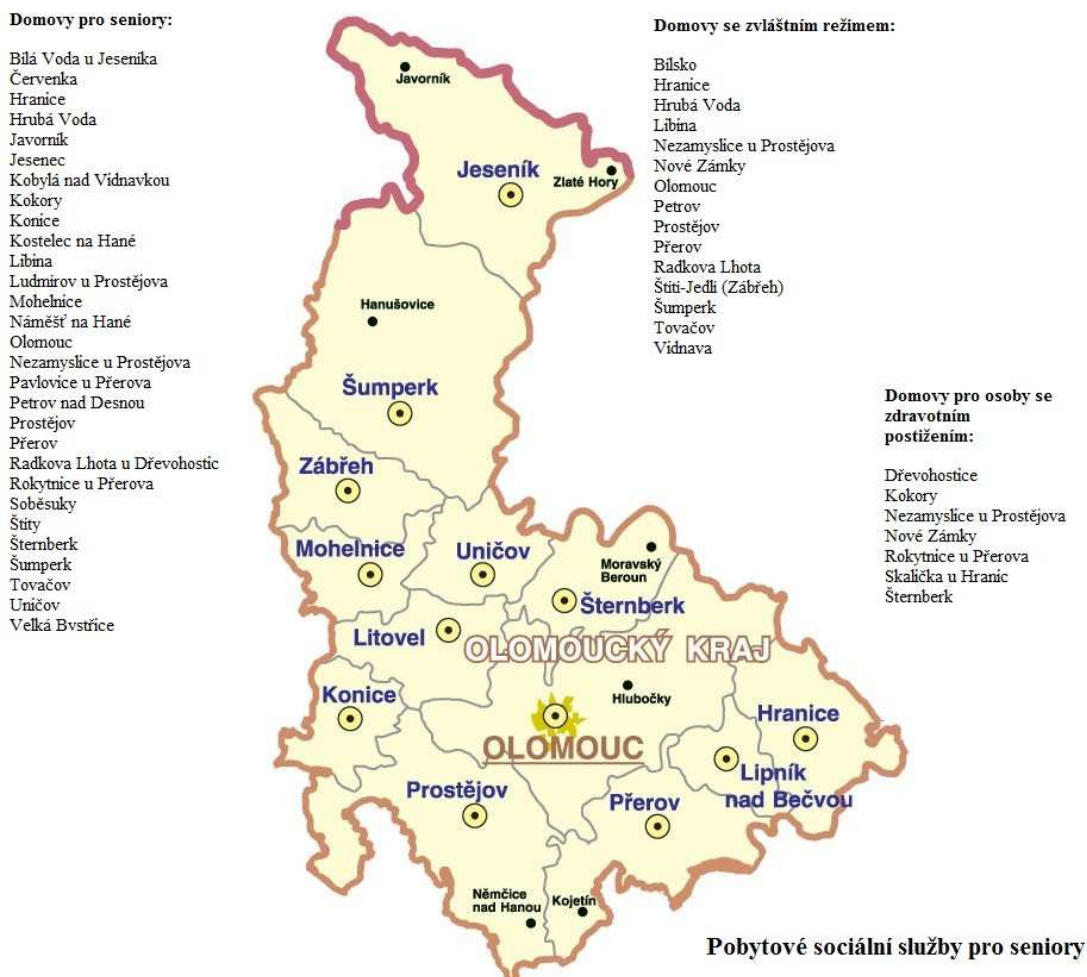 Domovy pro seniory:
Bílá Voda u Jeseníka
Červenka
Hranice
Hrubá Voda
Javorník
Jesenec
Kobylá nad Vidnavkou
Kokory
Konice
Kostelec na Hané
Libina
Ludmírov u Prostějova
Mohelnice
Náměšť na Hané
Olomouc
Nezamyslice u Prostějova
Pavlovice u Přerova
Petrov nad Desnou
Prostějov
Přerov
Radkova Lhota u Dřevohostic
Rokytnice u Přerova
Soběsuky
Štíty
Šternberk
Šumperk
Tovačov
Uničov
Velká Bystřice
Domovy se zvláštním režimem:
Bílsko
Hranice
Hrubá Voda
Libina
Nezamyslice u Prostějova
Nové Zámky
Olomouc
Petrov
Prostějov
Přerov
Radkova Lhota
Štíti-Jedlí (Zábřeh)
Šumperk
Tovačov
Vidnava
Domovy pro osoby se
zdravotním
postižením:
Dřevohostice
Kokory
Nezamyslice u Prostějova
Nové Zámky
Rokytnice u Přerova
Skalička u Hranic
Šternberk
Javorník
Jeseník
Zlaté Hory
Hanušovice
Šumperk
Zábřeh
Mohelnice
Uničov
Moravský
Beroun
Šternberk
Litovel
OLOMOUCKÝ KRAJ
Konice
Hlubočky
Hranice
OLOMOUC
Lipník
nad Bečvou
Prostějov
Přerov
Němčice
nad Hanou
Kojetín
Pobytové sociální služby pro seniory